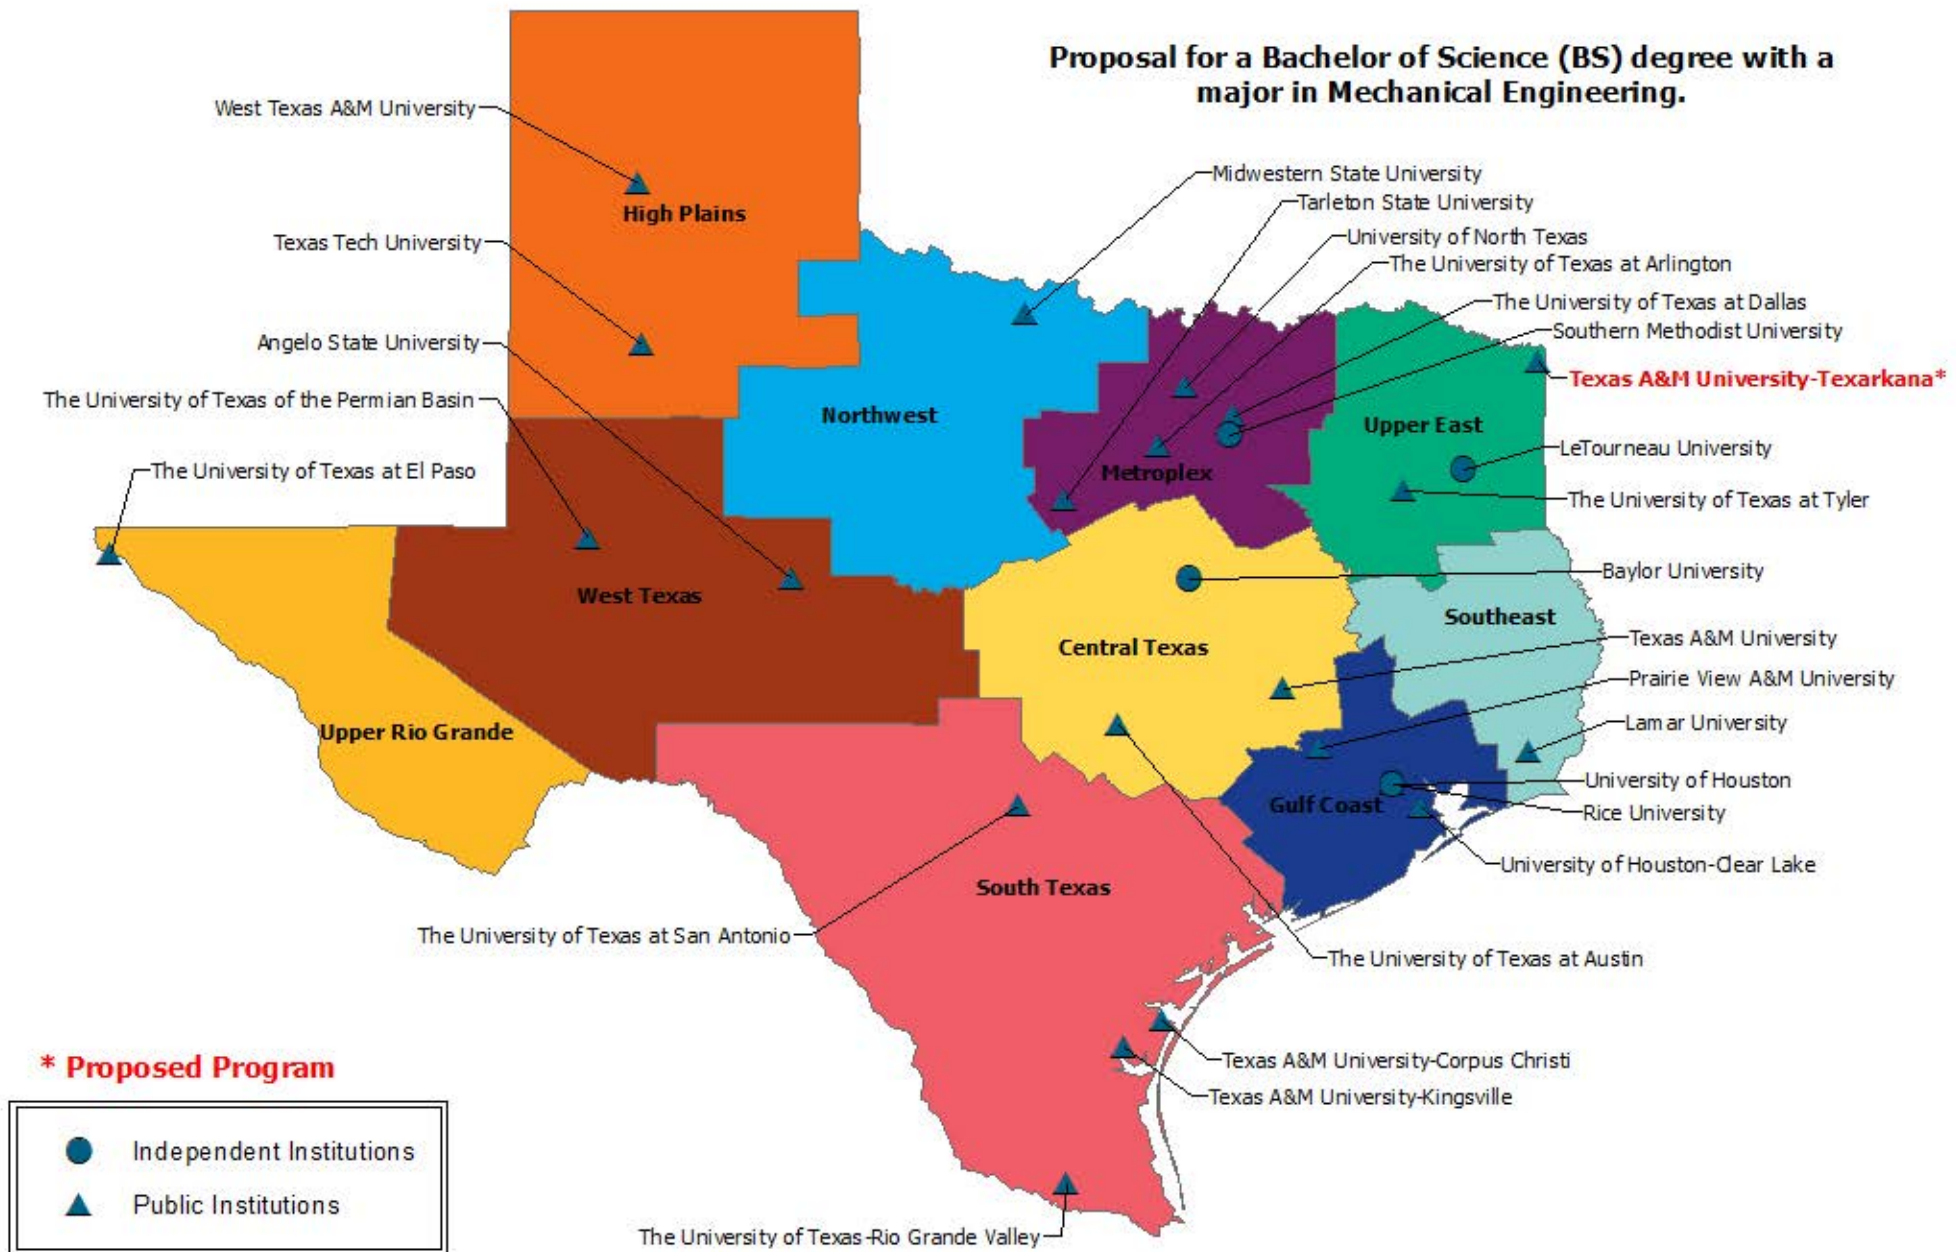 Proposal for a Bachelor of Science (BS) degree with a
major in Mechanical Engineering.
West Texas A&M University
High Plains
Texas Tech University
Angelo State University
The University of Texas of the Permian Basin
The University of Texas at El Paso
Midwestern State University
Tarleton State University
University of North Texas
The University of Texas at Arlington
The University of Texas at Dallas
Southern Methodist University
Texas A&M University-Texarkana*
Northwest
Metroplex
Upper East
LeTourneau University
The University of Texas at Tyler
Baylor University
West Texas
Central Texas
Southeast
Texas A&M University
Prairie View A&M University
Lamar University
Upper Rio Grande
University of Houston
Gulf Coast
Rice University
University of Houston-Clear Lake
South Texas
The University of Texas at San Antonio
The University of Texas at Austin
Texas A&M University-Corpus Christi
Texas A&M University-Kingsville
The University of Texas-Rio Grande Valley
* Proposed Program
Independent Institutions
Public Institutions